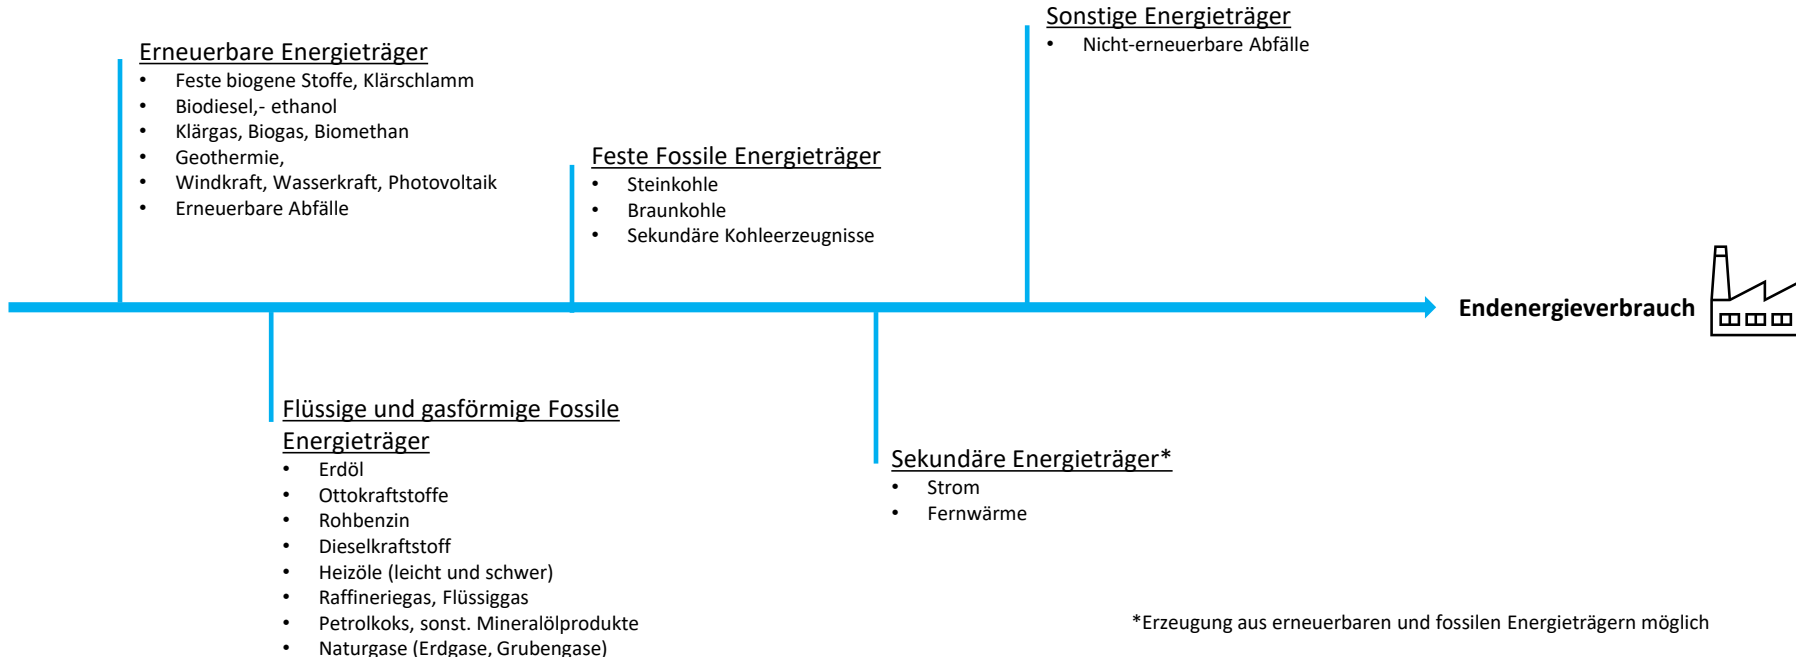 Sonstige Energieträger
• Nicht-erneuerbare Abfälle
Erneuerbare Energieträger
• Feste biogene Stoffe, Klärschlamm
• Biodiesel,- ethanol
• Klärgas, Biogas, Biomethan
• Geothermie,
• Windkraft, Wasserkraft, Photovoltaik
• Erneuerbare Abfälle
Feste Fossile Energieträger
• Steinkohle
• Braunkohle
• Sekundäre Kohleerzeugnisse
Endenergieverbrauch
Flüssige und gasförmige Fossile
Energieträger
• Erdöl
• Ottokraftstoffe
• Rohbenzin
• Dieselkraftstoff
• Heizöle (leicht und schwer)
• Raffineriegas, Flüssiggas
• Petrolkoks, sonst. Mineralölprodukte
• Naturgase (Erdgase, Grubengase)
Sekundäre Energieträger*
• Strom
• Fernwärme
*Erzeugung aus erneuerbaren und fossilen Energieträgern möglich